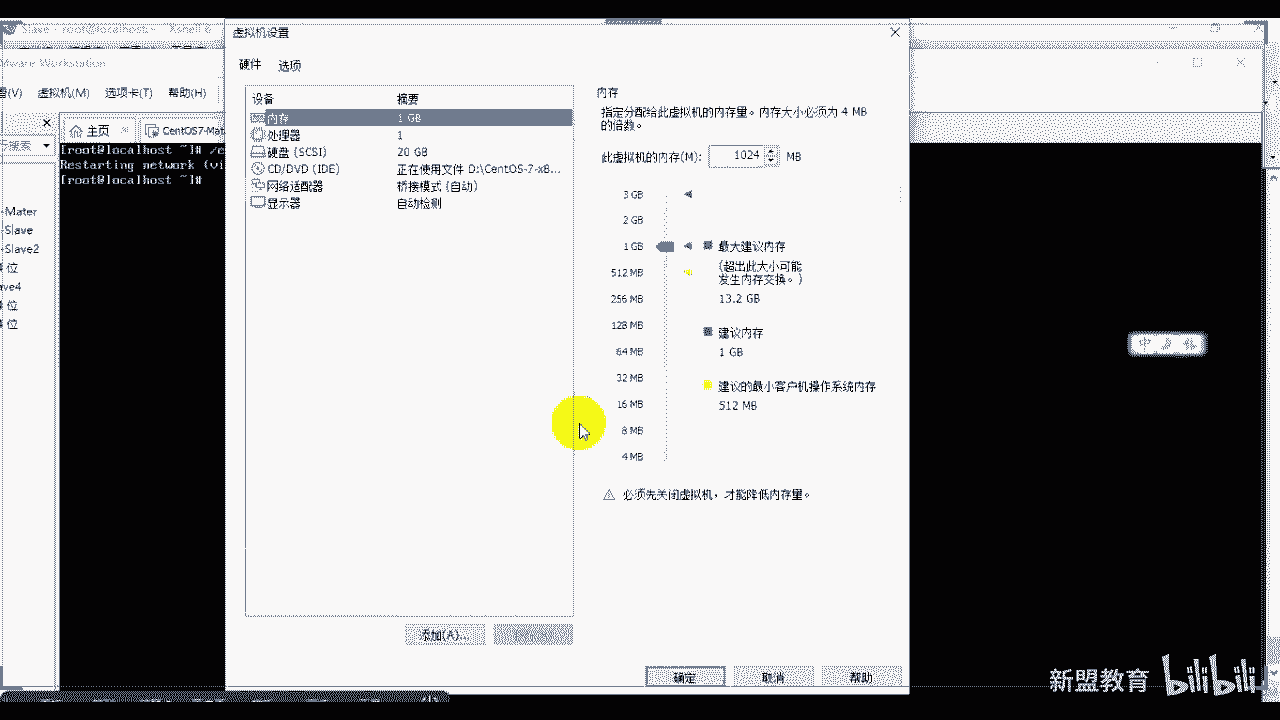 Slave - root@localhost:~ - Xshell 6
虚拟机设置
硬件 选项
VMware Workstation
看(V) 虚拟机(M) 选项卡(T) 帮助(H)
主页
CentOS7-Mat
搜索
[root@localhost ~]# /e
Restarting network (vi
[root@localhost ~]#
-Mater
-Slave
-Slave2
位
ave4
位
位
设备 摘要
内存 1 GB
处理器 1
硬盘 (SCSI) 20 GB
CD/DVD (IDE) 正在使用文件 D:\CentOS-7-x8...
网络适配器 桥接模式 (自动)
显示器 自动检测
添加(A)...
内存
指定分配给此虚拟机的内存量。内存大小必须为 4 MB
的倍数。
此虚拟机的内存(M): 1024 MB
3 GB
2 GB
1 GB
512 MB
256 MB
128 MB
64 MB
32 MB
16 MB
8 MB
4 MB
最大建议内存
(超出此大小可能
发生内存交换。)
13.2 GB
建议内存
1 GB
建议的最小客户机操作系统内存
512 MB
必须先关闭虚拟机，才能降低内存量。
确定 取消 帮助
中
新盟教育 bilibili